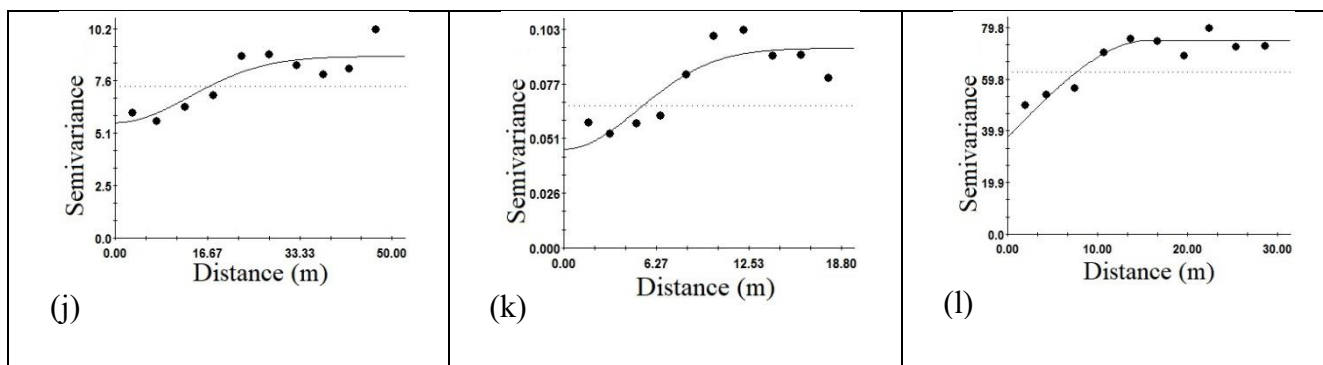 10.2
7.6
5.1
2.5
0.0
Semivariance
0.00 16.67 33.33 50.00
Distance (m)
(j)
0.103
0.077
0.051
0.026
0.000
Semivariance
0.00 6.27 12.53 18.80
Distance (m)
(k)
79.8
59.8
39.9
19.9
0.0
Semivariance
0.00 10.00 20.00 30.00
Distance (m)
(l)